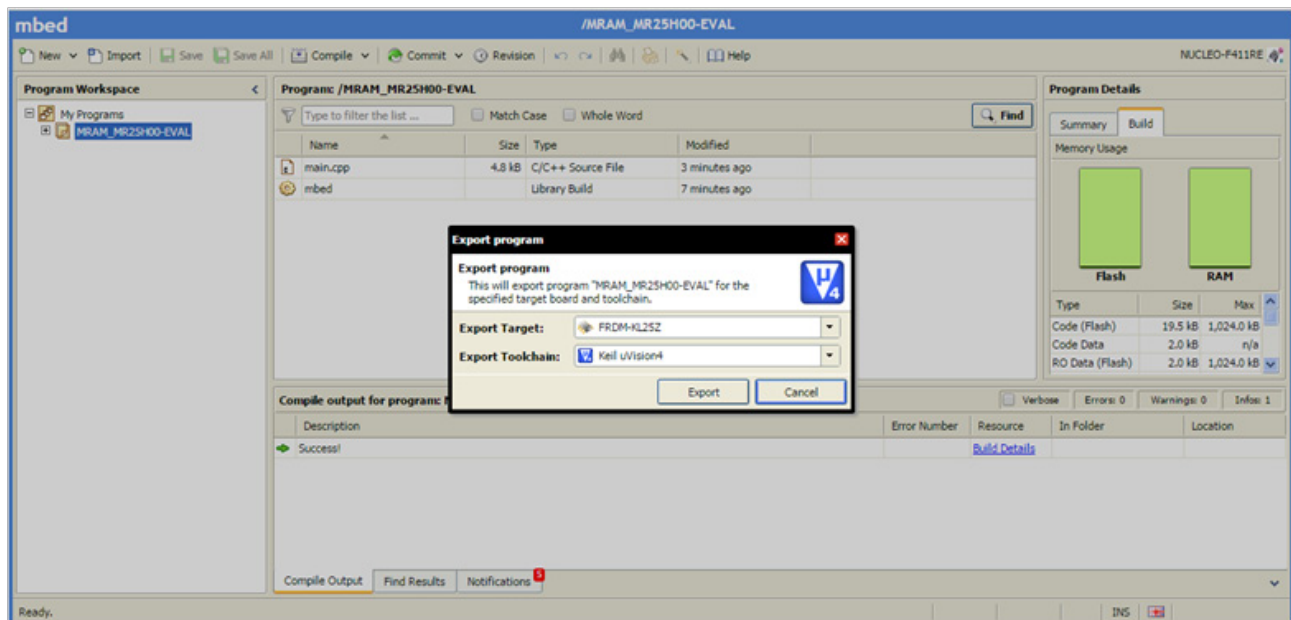 mbed
/MRAM_MR25H00-EVAL
New Import Save Save All Compile Commit Revision Help NUCLEO-F411RE
Program Workspace <
Program: /MRAM_MR25H00-EVAL
Program Details
My Programs
MRAM_MR25H00-EVAL
Type to filter the list ... Match Case Whole Word Find
Name Size Type Modified
main.cpp 4.8 kB C/C++ Source File 3 minutes ago
mbed Library Build 7 minutes ago
Summary Build
Memory Usage
Flash RAM
Type Size Max
Code (Flash) 19.5 kB 1,024.0 kB
Code Data 2.0 kB n/a
RO Data (Flash) 2.0 kB 1,024.0 kB
Export program
Export program
This will export program "MRAM_MR25H00-EVAL" for the
specified target board and toolchain.
µ4
Export Target: FRDM-KL25Z
Export Toolchain: Keil uVision4
Export Cancel
Compile output for program:
Verbose Errors: 0 Warnings: 0 Infos: 1
Description Error Number Resource In Folder Location
Success! Build Details
Compile Output Find Results Notifications 5
Ready. INS